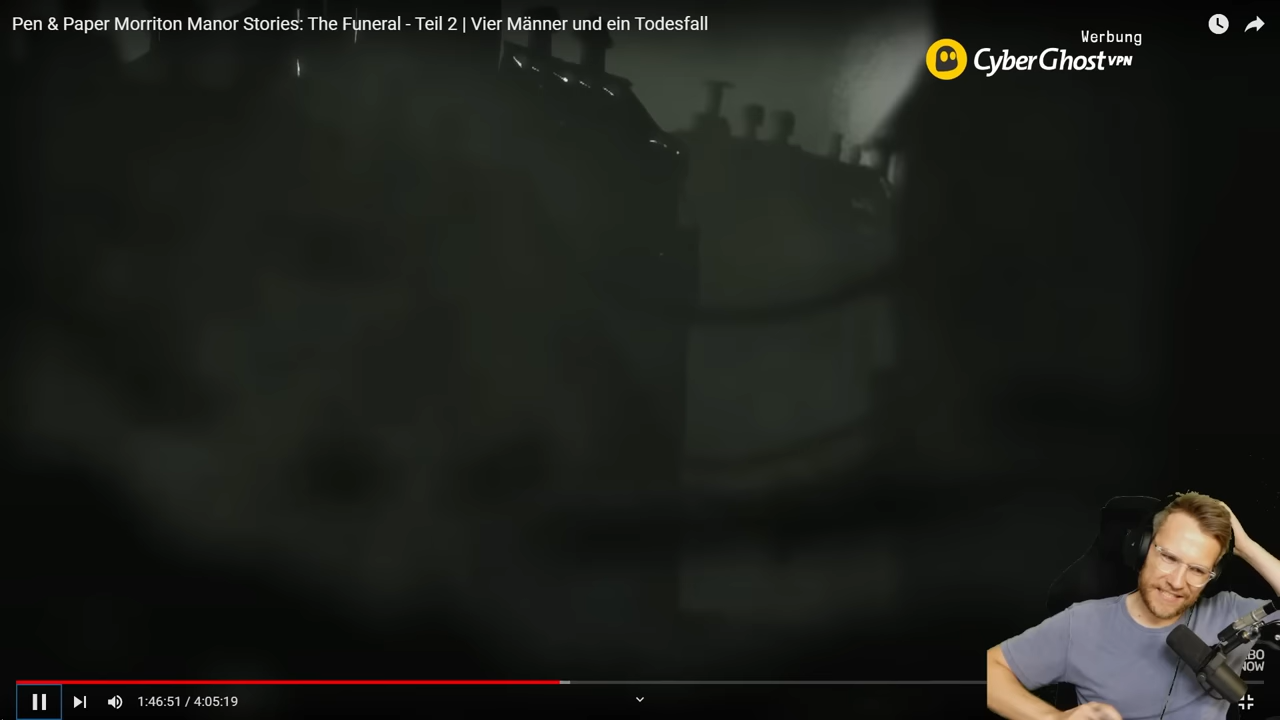 Pen & Paper Morriton Manor Stories: The Funeral - Teil 2 | Vier Männer und ein Todesfall
Werbung
CyberGhost VPN
1:46:51 / 4:05:19
NOW